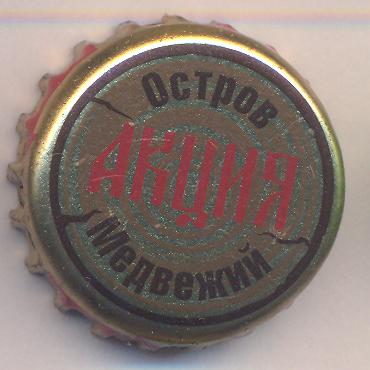 Остров
АКЦИЯ
Медвежий